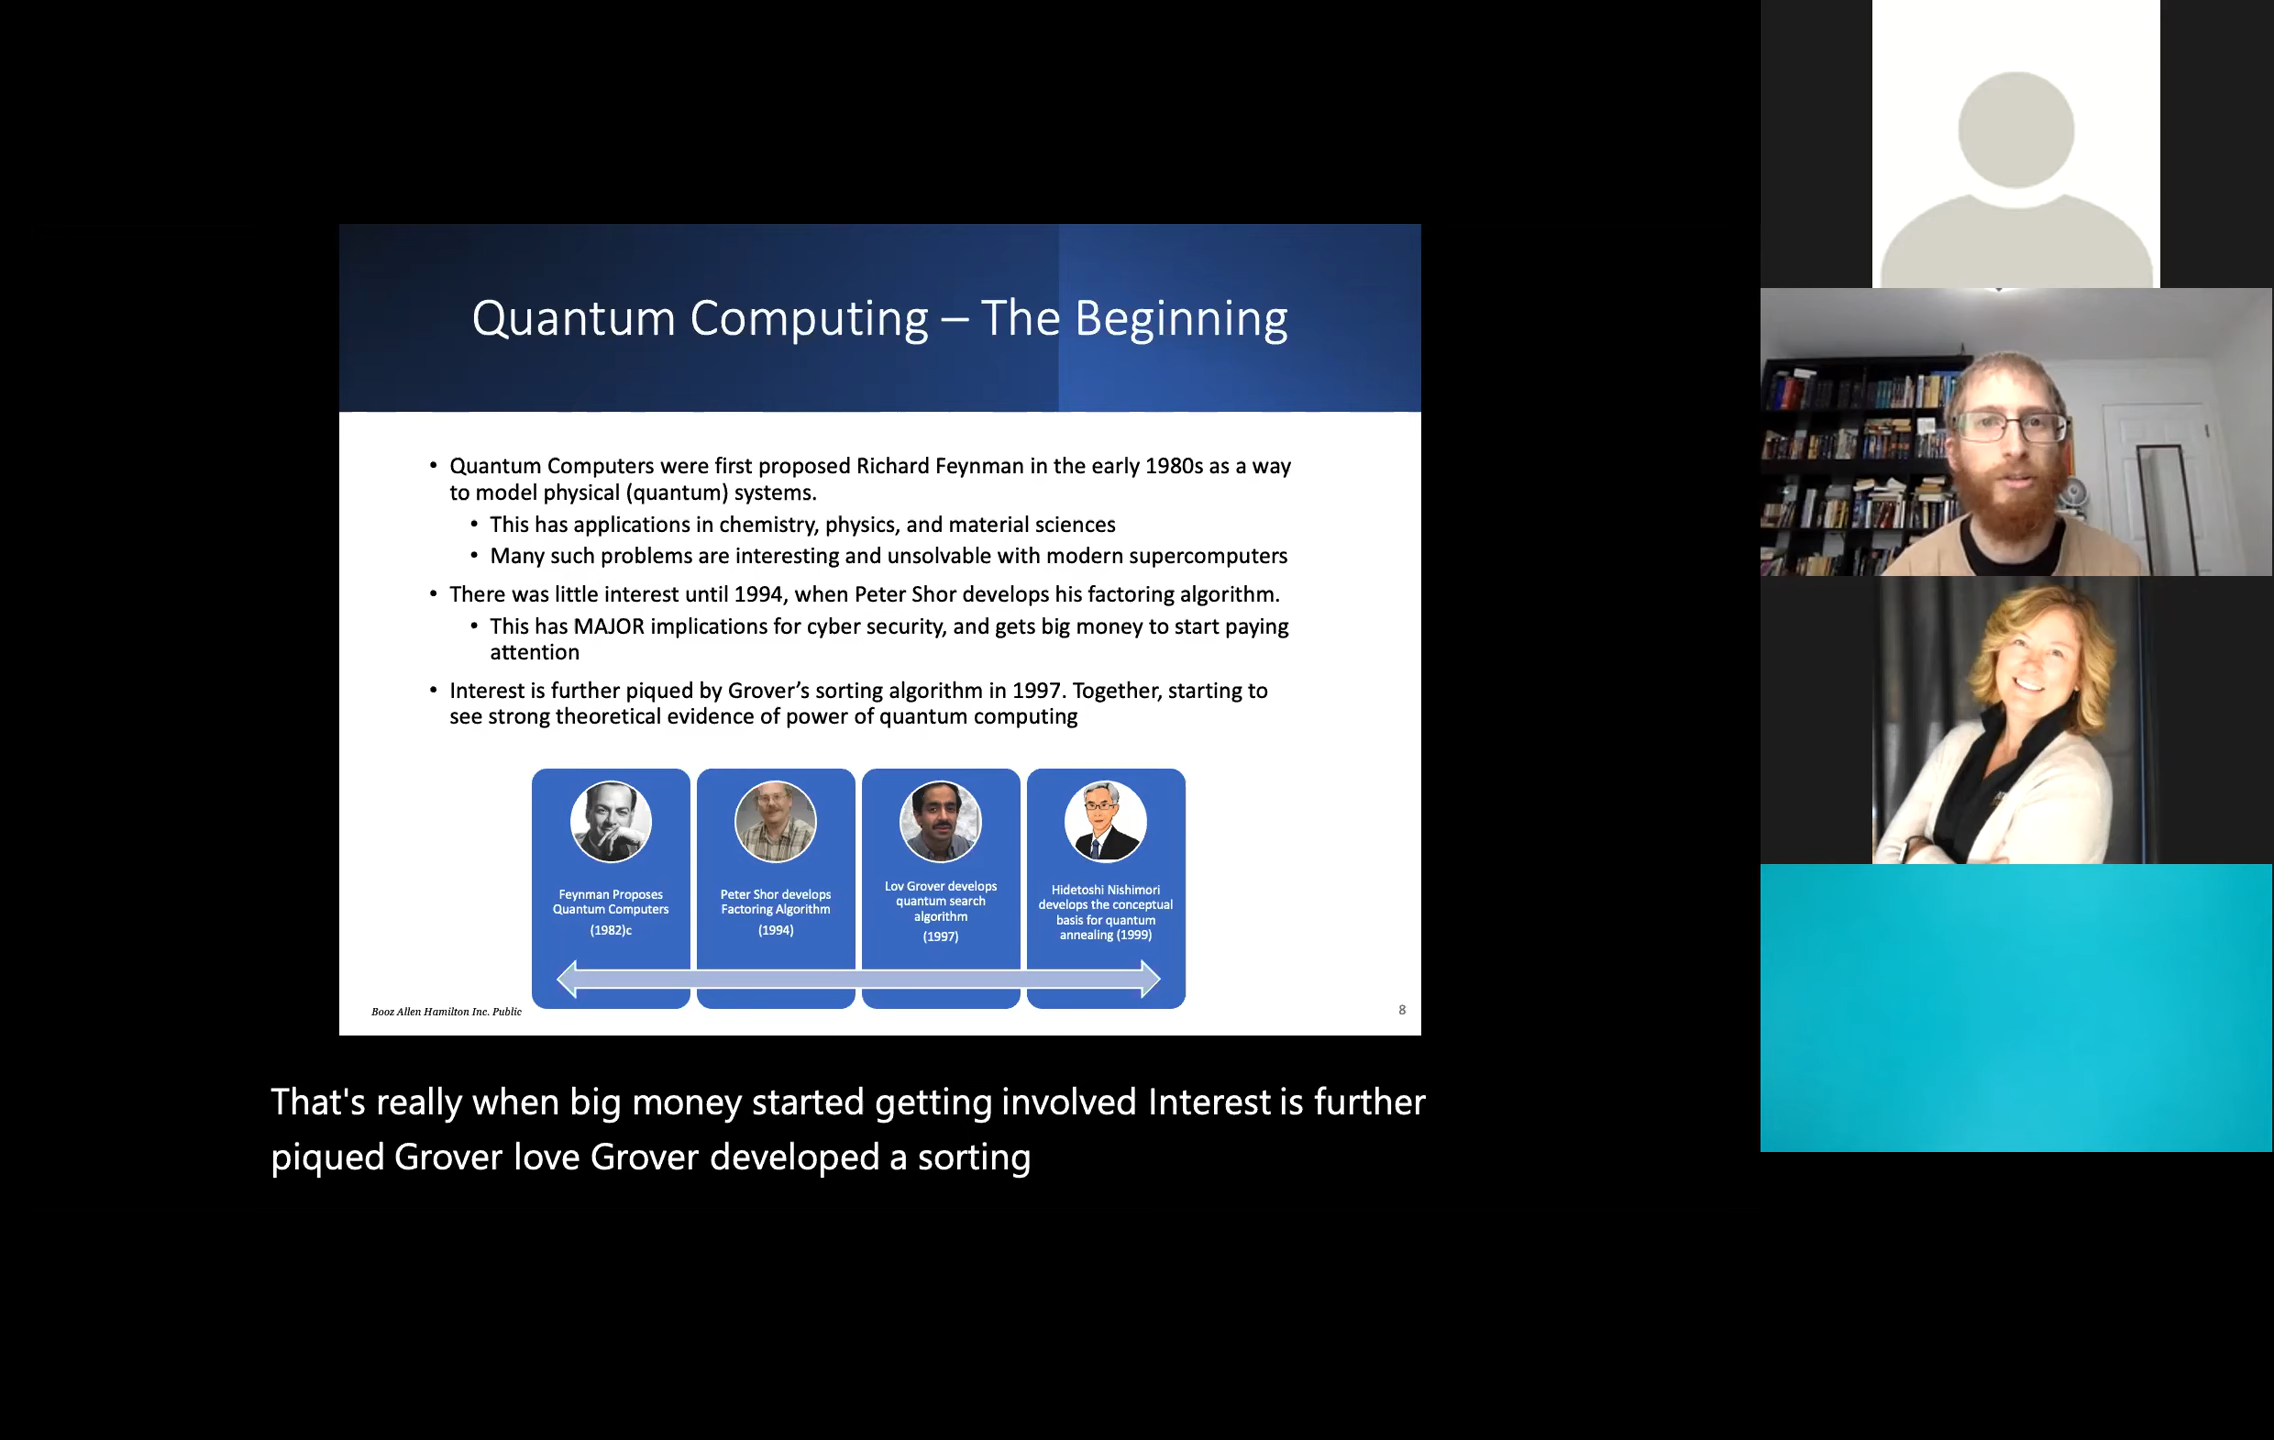 Quantum Computing – The Beginning
• Quantum Computers were first proposed Richard Feynman in the early 1980s as a way
to model physical (quantum) systems.
• This has applications in chemistry, physics, and material sciences
• Many such problems are interesting and unsolvable with modern supercomputers
• There was little interest until 1994, when Peter Shor develops his factoring algorithm.
• This has MAJOR implications for cyber security, and gets big money to start paying
attention
• Interest is further piqued by Grover’s sorting algorithm in 1997. Together, starting to
see strong theoretical evidence of power of quantum computing
Feynman Proposes
Quantum Computers
(1982)c
Peter Shor develops
Factoring Algorithm
(1994)
Lov Grover develops
quantum search
algorithm
(1997)
Hidetoshi Nishimori
develops the conceptual
basis for quantum
annealing (1999)
Booz Allen Hamilton Inc. Public
8
That's really when big money started getting involved Interest is further
piqued Grover love Grover developed a sorting